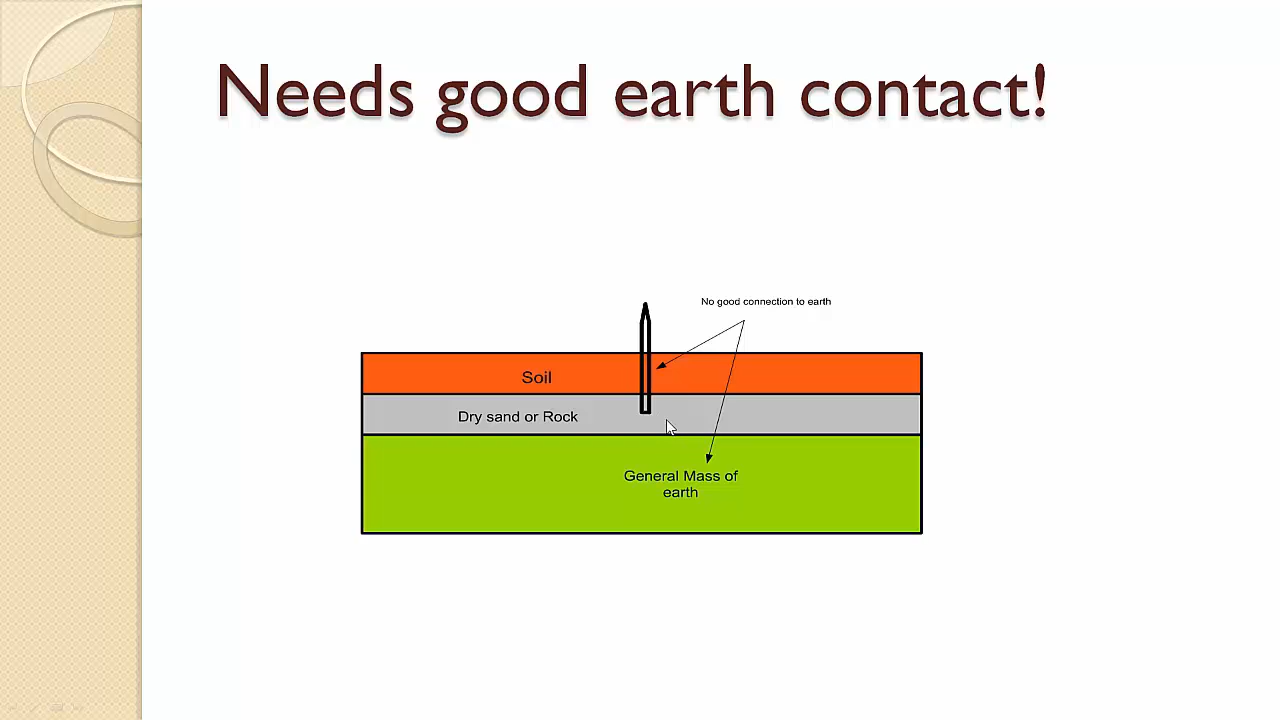 Needs good earth contact!
No good connection to earth
Soil
Dry sand or Rock
General Mass of
earth